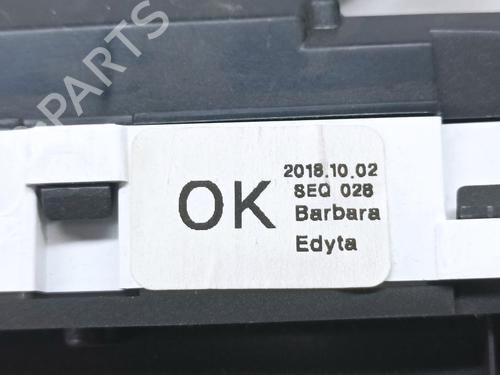 PARTS
OK
2018.10.02
SEQ 028
Barbara
Edyta